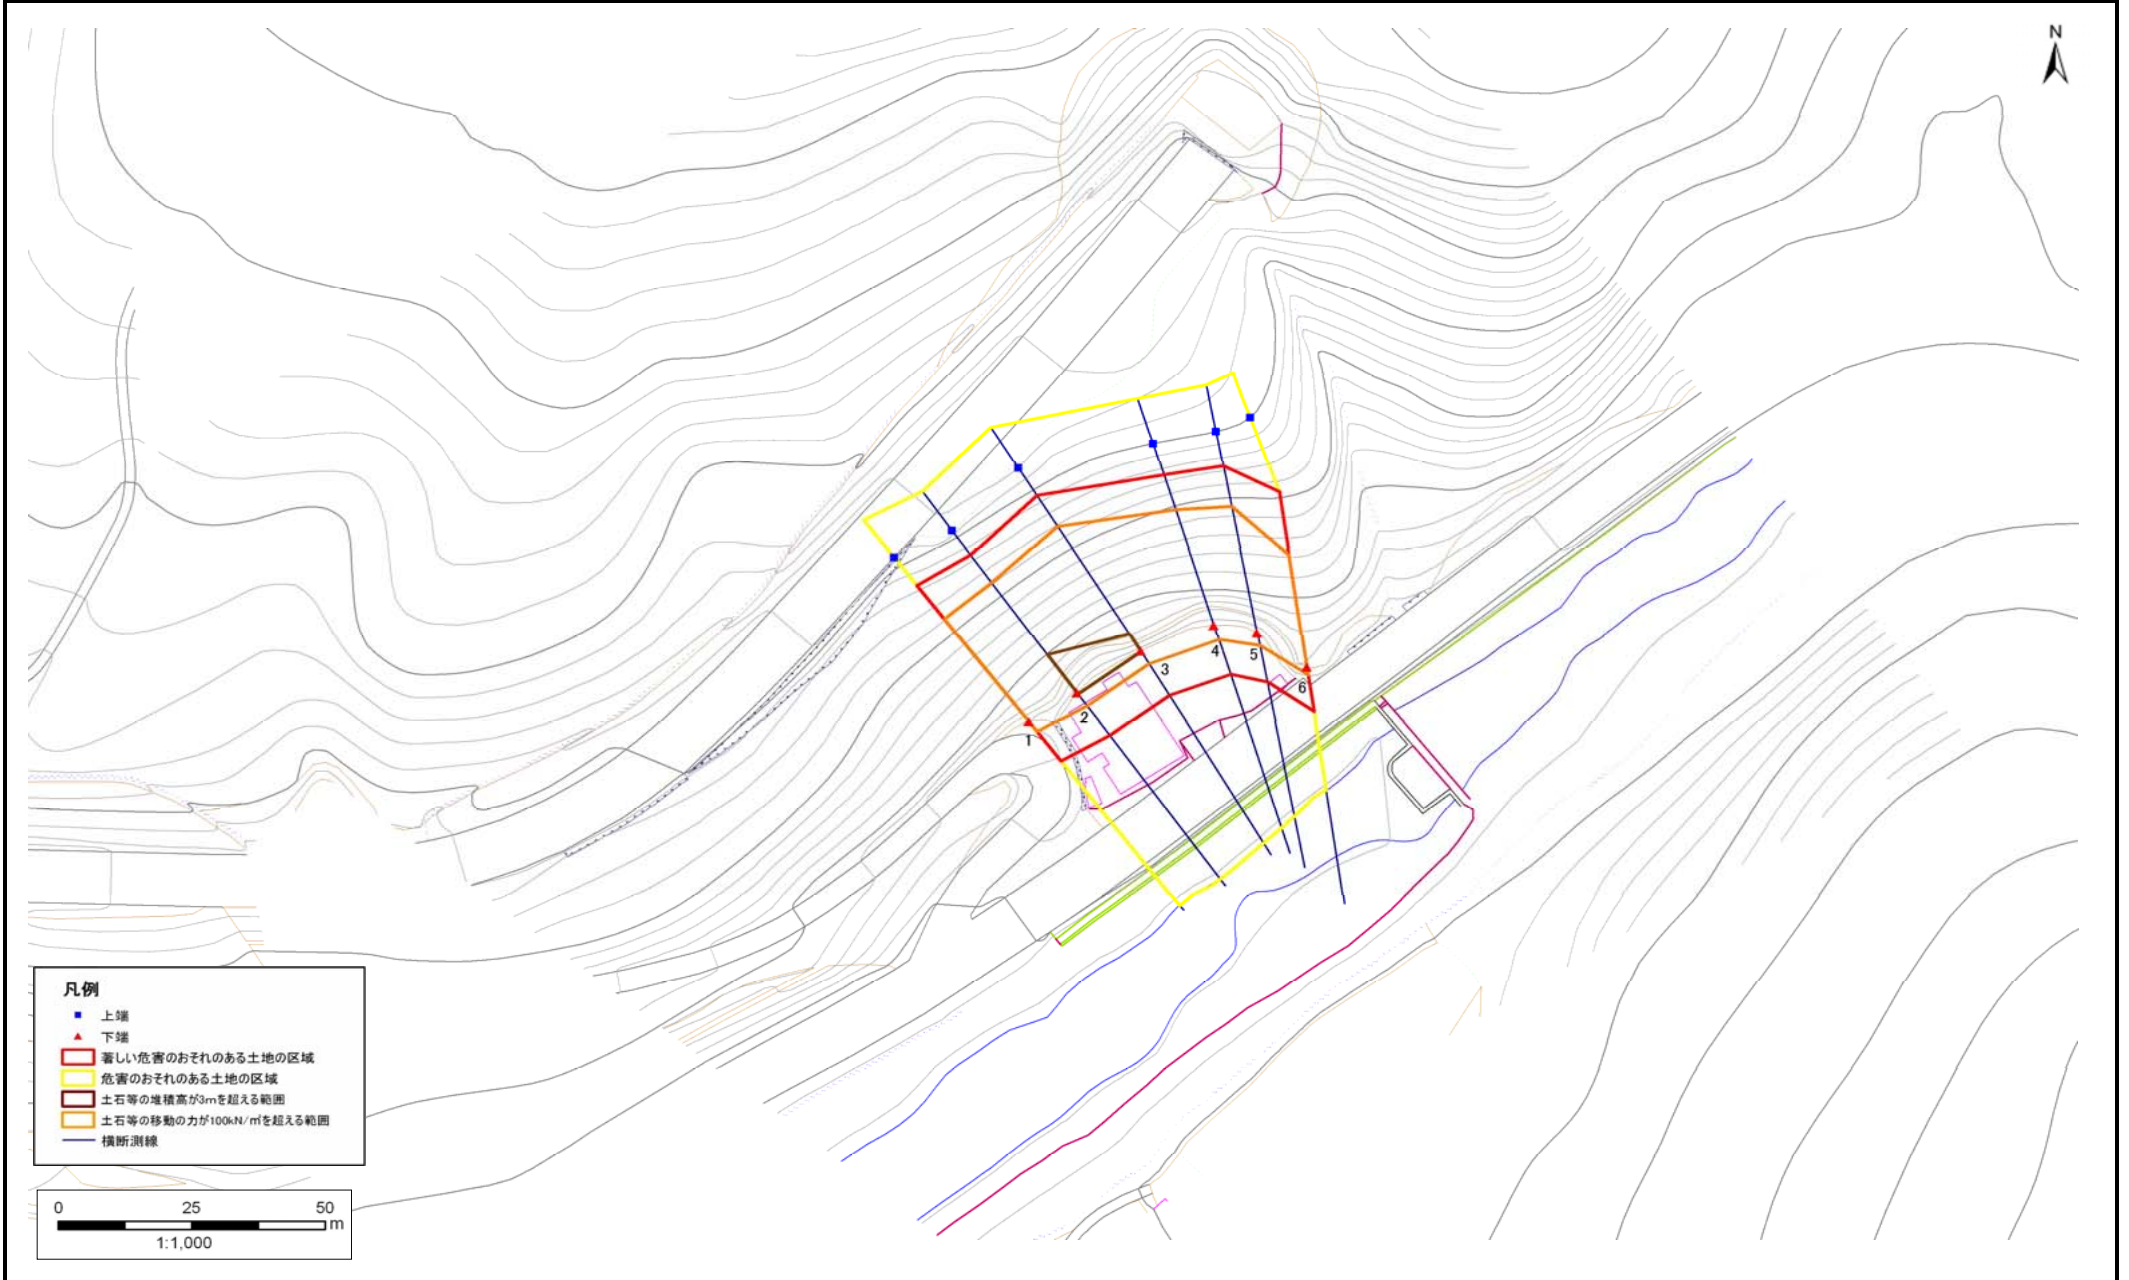 N
1
2
3
4
5
6
凡例
上端
下端
著しい危害のおそれのある土地の区域
危害のおそれのある土地の区域
土石等の堆積高が3mを超える範囲
土石等の移動の力が100kN/㎡を超える範囲
横断測線
0 25 50
m
1:1,000